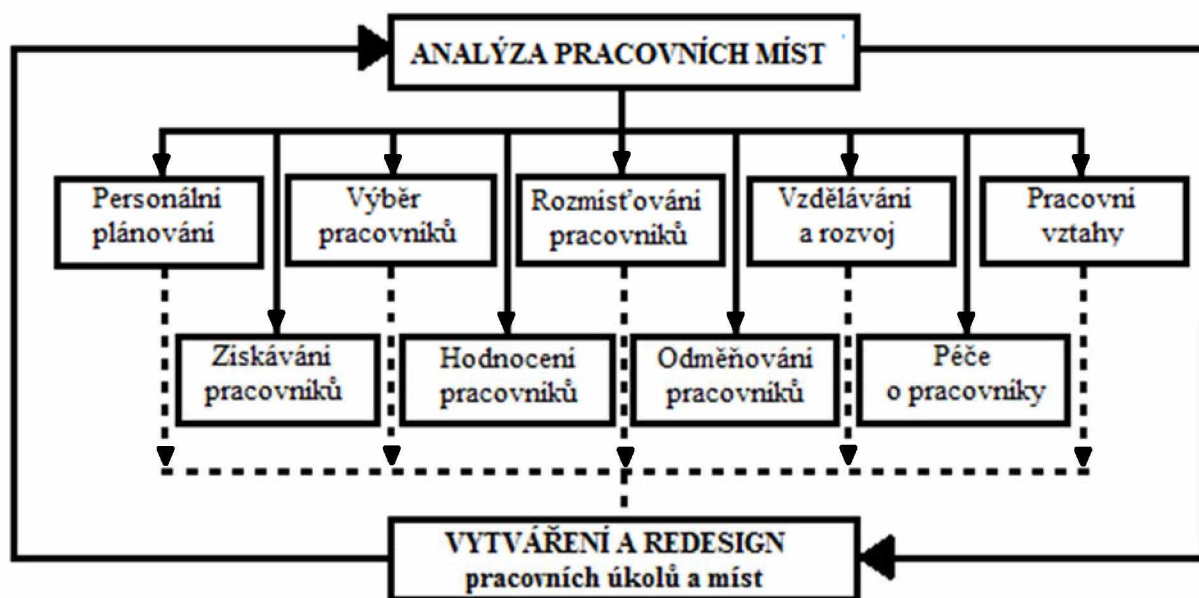 ANALÝZA PRACOVNÍCH MÍST
Personální
plánování
Výběr
pracovníků
Rozmisťování
pracovníků
Vzdělávání
a rozvoj
Pracovní
vztahy
Získávání
pracovníků
Hodnocení
pracovníků
Odměňování
pracovníků
Péče
o pracovníky
VYTVÁŘENÍ A REDESIGN
pracovních úkolů a míst